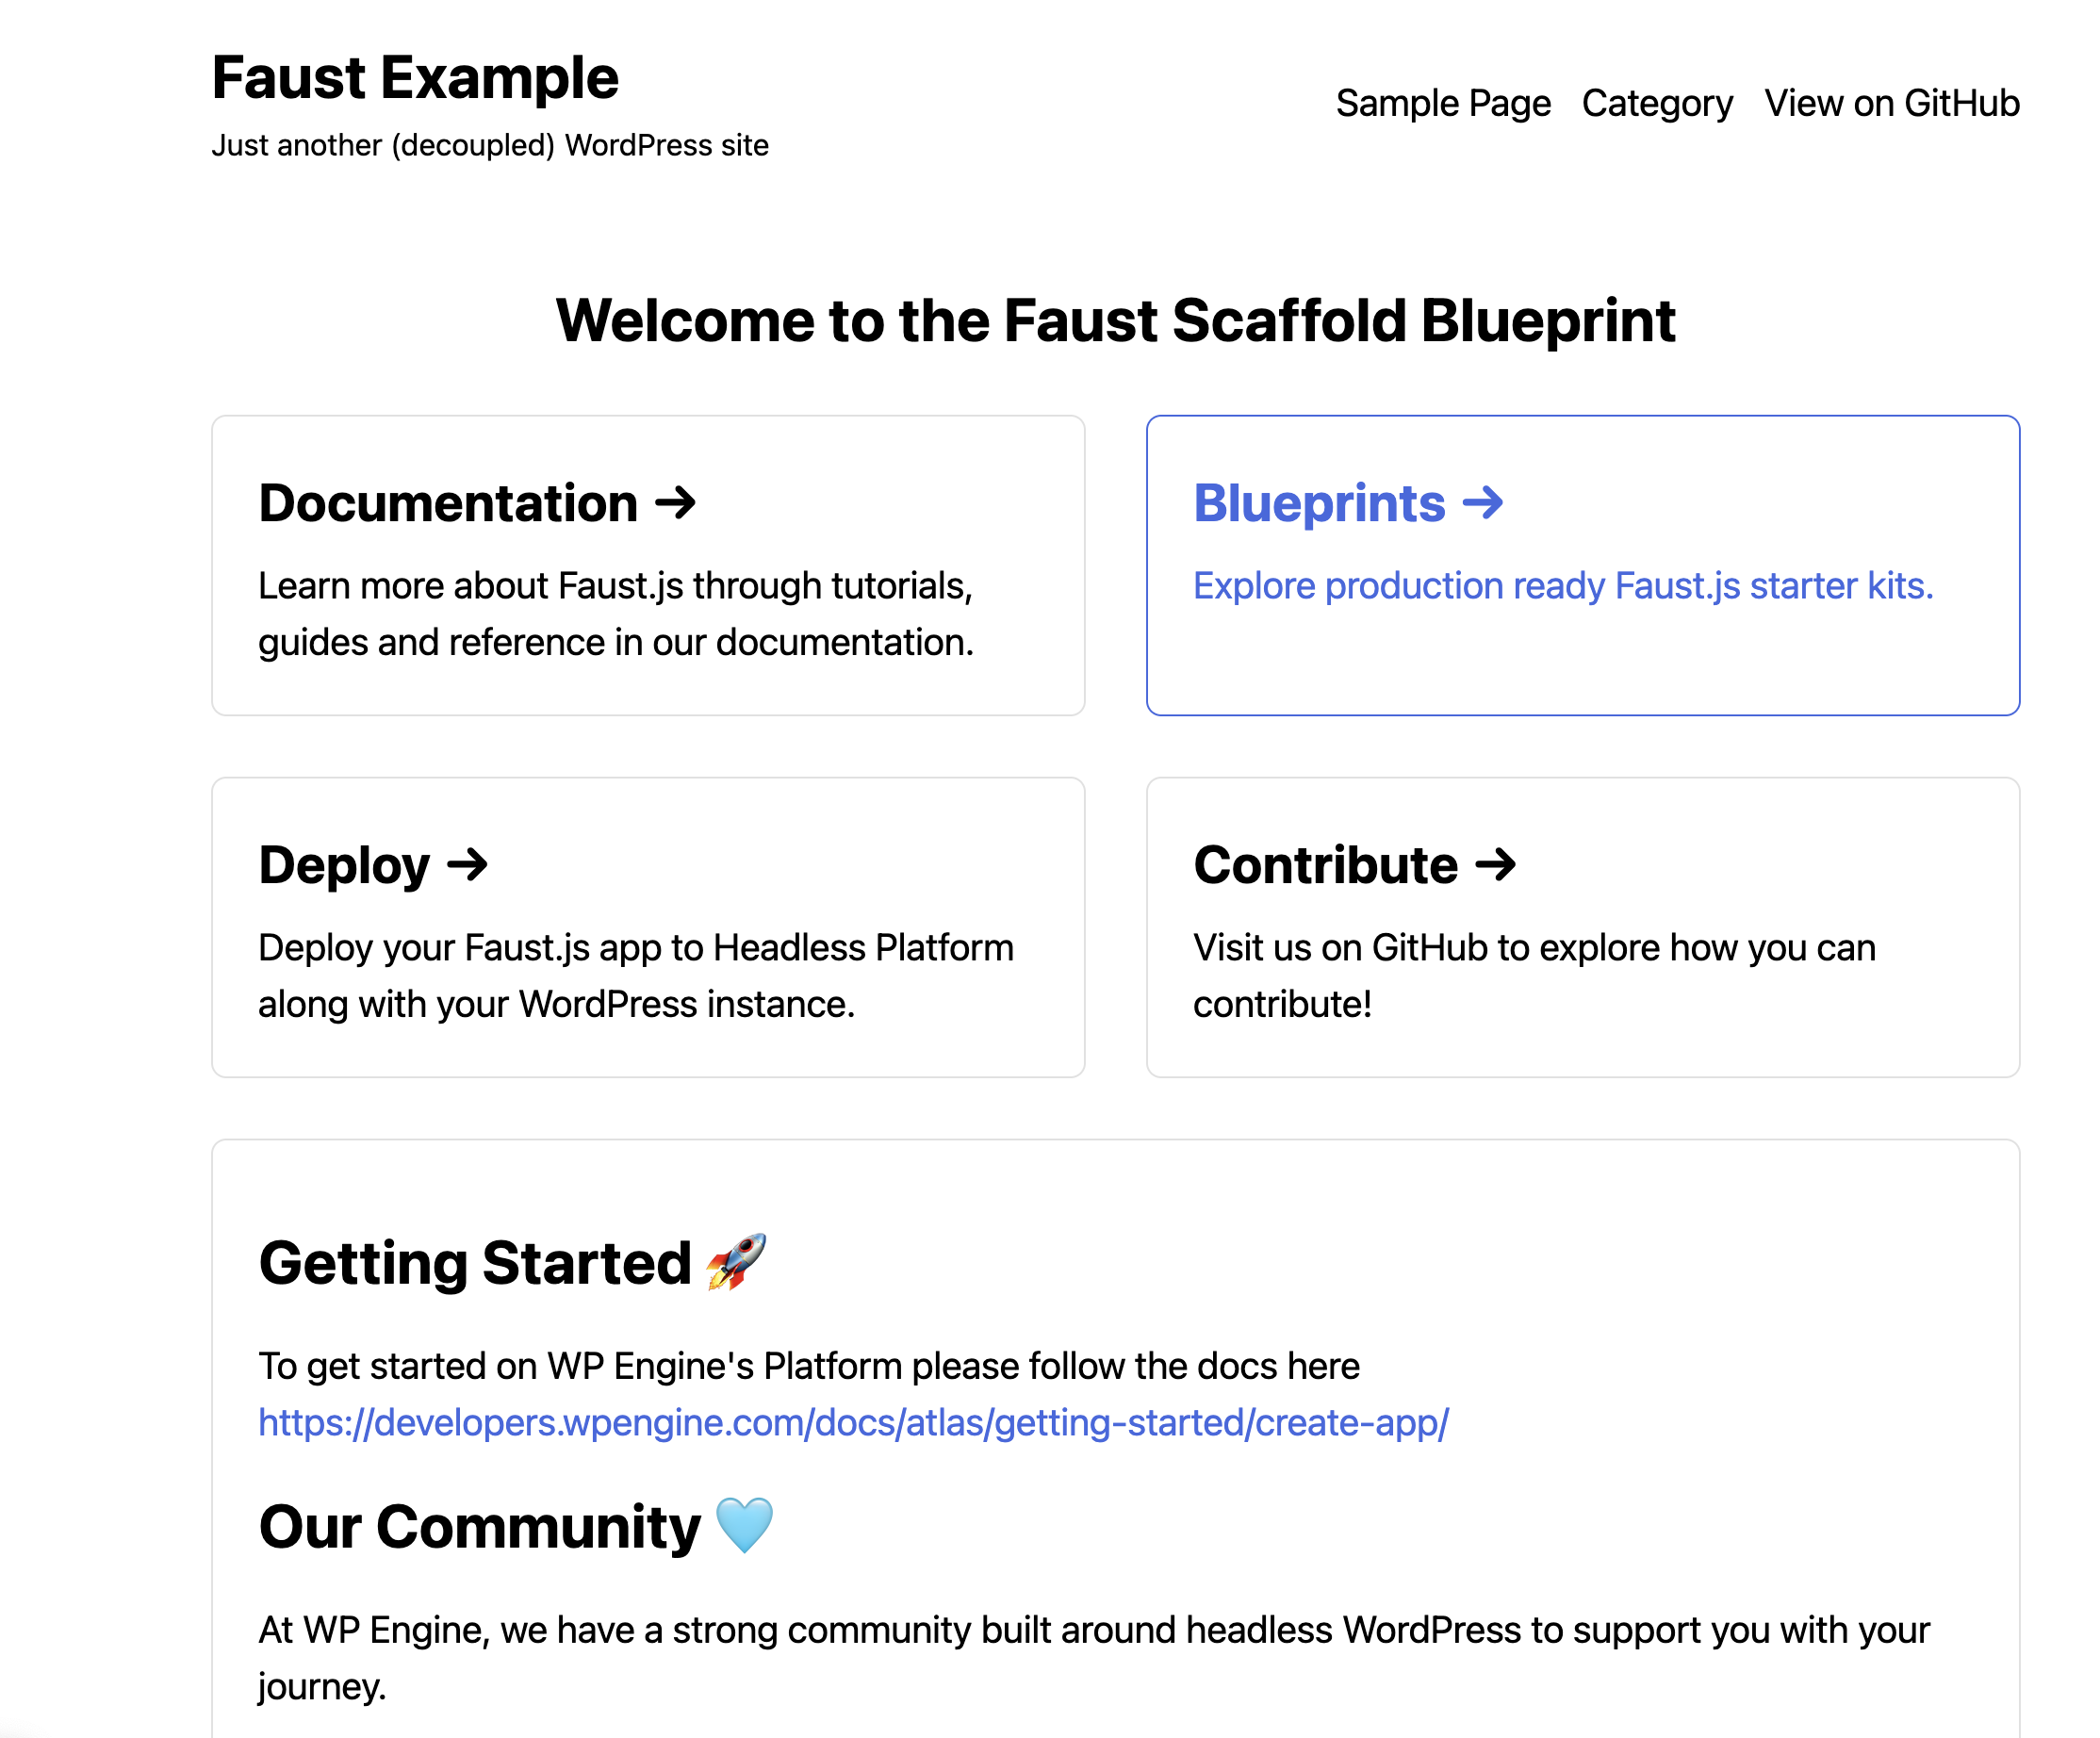 Faust Example
Just another (decoupled) WordPress site
Sample Page Category View on GitHub
Welcome to the Faust Scaffold Blueprint
Documentation →
Learn more about Faust.js through tutorials,
guides and reference in our documentation.
Blueprints →
Explore production ready Faust.js starter kits.
Deploy →
Deploy your Faust.js app to Headless Platform
along with your WordPress instance.
Contribute →
Visit us on GitHub to explore how you can
contribute!
Getting Started 🚀
To get started on WP Engine's Platform please follow the docs here
https://developers.wpengine.com/docs/atlas/getting-started/create-app/
Our Community 🩵
At WP Engine, we have a strong community built around headless WordPress to support you with your
journey.